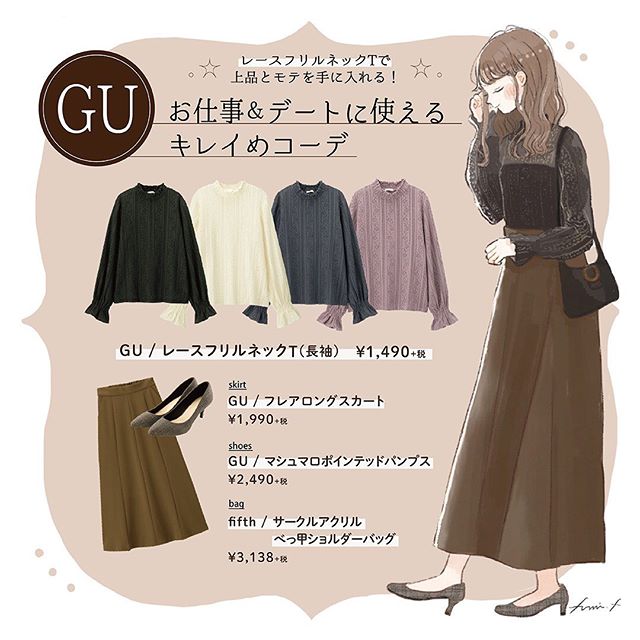 レースフリルネックTで
上品とモテを手に入れる！
GU
お仕事&デートに使える
キレイめコーデ
GU / レースフリルネックT(長袖)　¥1,490+税
skirt
GU / フレアロングスカート
¥1,990+税
shoes
GU / マシュマロポインテッドパンプス
¥2,490+税
bag
fifth / サークルアクリル
べっ甲ショルダーバッグ
¥3,138+税